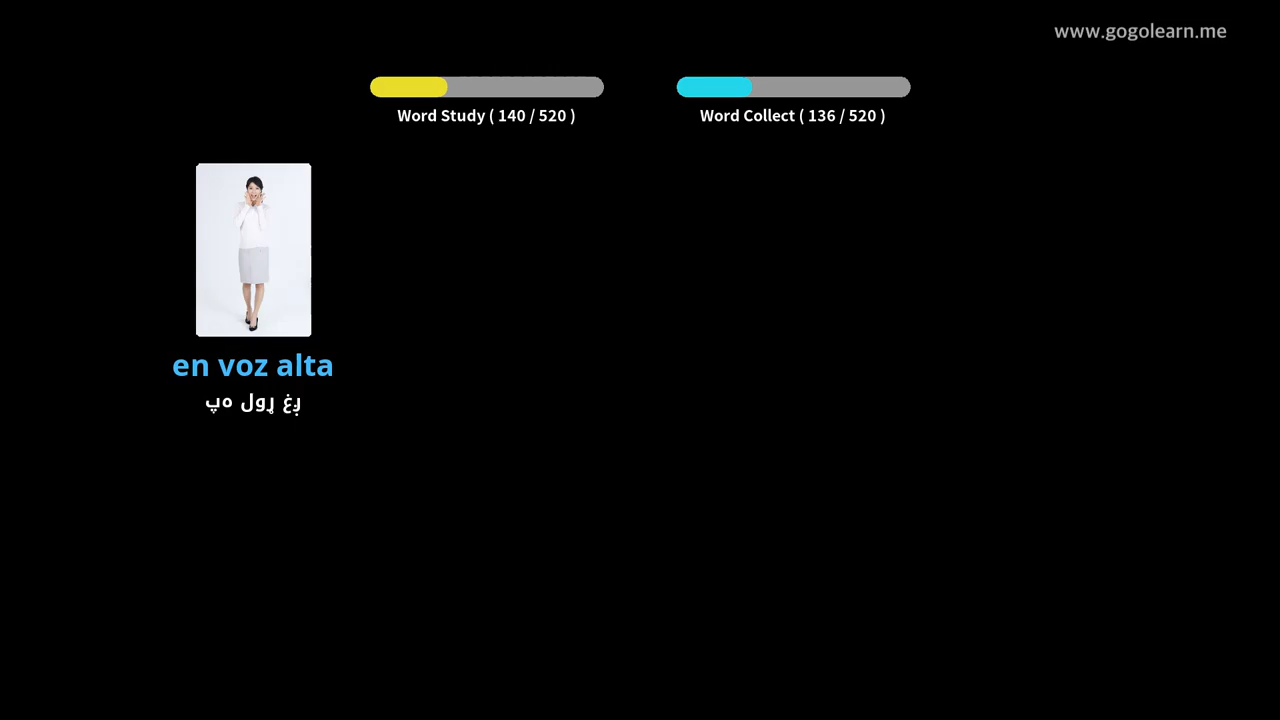 www.gogolearn.me
Word Study ( 140 / 520 )
Word Collect ( 136 / 520 )
en voz alta
په لوړ غږ